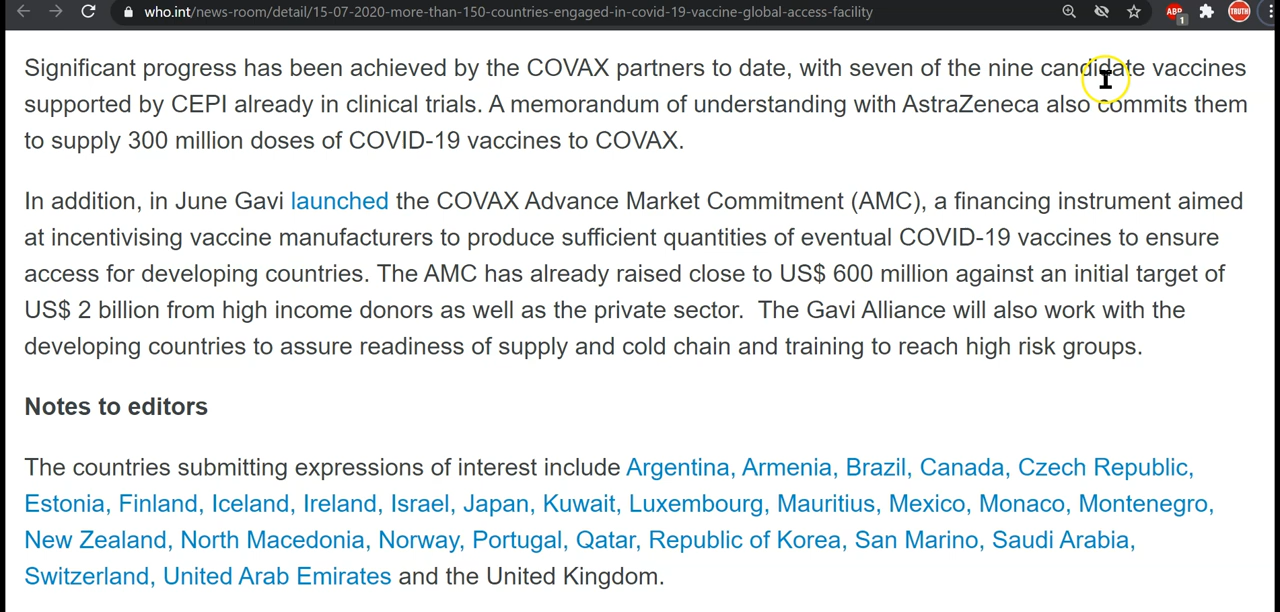 who.int/news-room/detail/15-07-2020-more-than-150-countries-engaged-in-covid-19-vaccine-global-access-facility
ABP
1
TRUTH
Significant progress has been achieved by the COVAX partners to date, with seven of the nine candidate vaccines
supported by CEPI already in clinical trials. A memorandum of understanding with AstraZeneca also commits them
to supply 300 million doses of COVID-19 vaccines to COVAX.
In addition, in June Gavi launched the COVAX Advance Market Commitment (AMC), a financing instrument aimed
at incentivising vaccine manufacturers to produce sufficient quantities of eventual COVID-19 vaccines to ensure
access for developing countries. The AMC has already raised close to US$ 600 million against an initial target of
US$ 2 billion from high income donors as well as the private sector.  The Gavi Alliance will also work with the
developing countries to assure readiness of supply and cold chain and training to reach high risk groups.
Notes to editors
The countries submitting expressions of interest include Argentina, Armenia, Brazil, Canada, Czech Republic,
Estonia, Finland, Iceland, Ireland, Israel, Japan, Kuwait, Luxembourg, Mauritius, Mexico, Monaco, Montenegro,
New Zealand, North Macedonia, Norway, Portugal, Qatar, Republic of Korea, San Marino, Saudi Arabia,
Switzerland, United Arab Emirates and the United Kingdom.